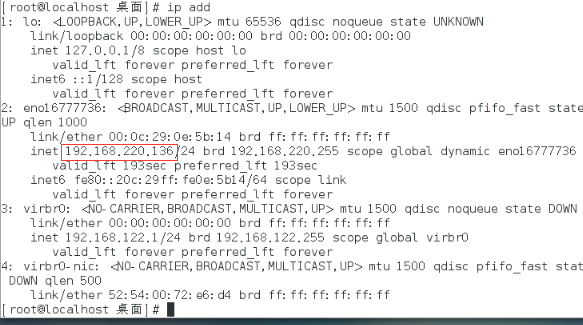 [root@localhost 桌面]# ip add
1: lo: <LOOPBACK,UP,LOWER_UP> mtu 65536 qdisc noqueue state UNKNOWN
    link/loopback 00:00:00:00:00:00 brd 00:00:00:00:00:00
    inet 127.0.0.1/8 scope host lo
       valid_lft forever preferred_lft forever
    inet6 ::1/128 scope host
       valid_lft forever preferred_lft forever
2: eno16777736: <BROADCAST,MULTICAST,UP,LOWER_UP> mtu 1500 qdisc pfifo_fast state
UP qlen 1000
    link/ether 00:0c:29:0e:5b:14 brd ff:ff:ff:ff:ff:ff
    inet 192.168.220.136/24 brd 192.168.220.255 scope global dynamic eno16777736
       valid_lft 193sec preferred_lft 193sec
    inet6 fe80::20c:29ff:fe0e:5b14/64 scope link
       valid_lft forever preferred_lft forever
3: virbr0: <NO-CARRIER,BROADCAST,MULTICAST,UP> mtu 1500 qdisc noqueue state DOWN
    link/ether 00:00:00:00:00:00 brd ff:ff:ff:ff:ff:ff
    inet 192.168.122.1/24 brd 192.168.122.255 scope global virbr0
       valid_lft forever preferred_lft forever
4: virbr0-nic: <NO-CARRIER,BROADCAST,MULTICAST,UP> mtu 1500 qdisc pfifo_fast stat
 DOWN qlen 500
    link/ether 52:54:00:72:e6:d4 brd ff:ff:ff:ff:ff:ff
[root@localhost 桌面]#